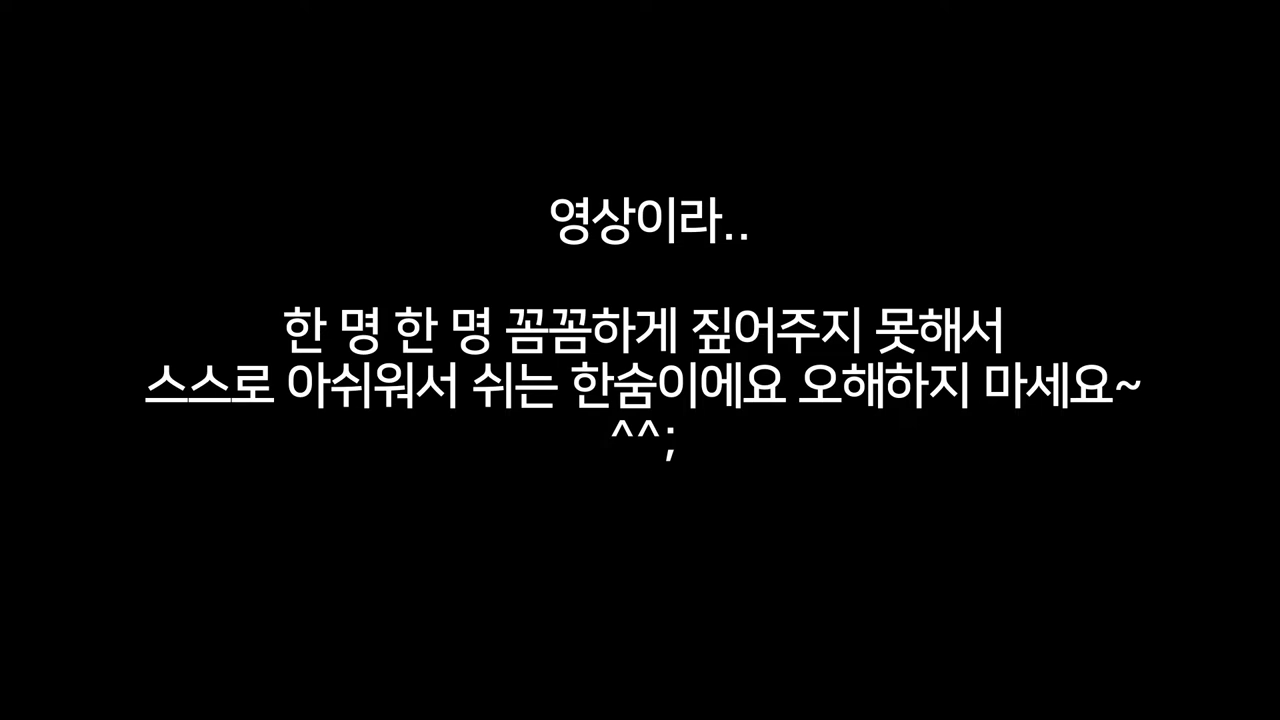 영상이라..
한 명 한 명 꼼꼼하게 짚어주지 못해서
스스로 아쉬워서 쉬는 한숨이에요 오해하지 마세요~
^^;